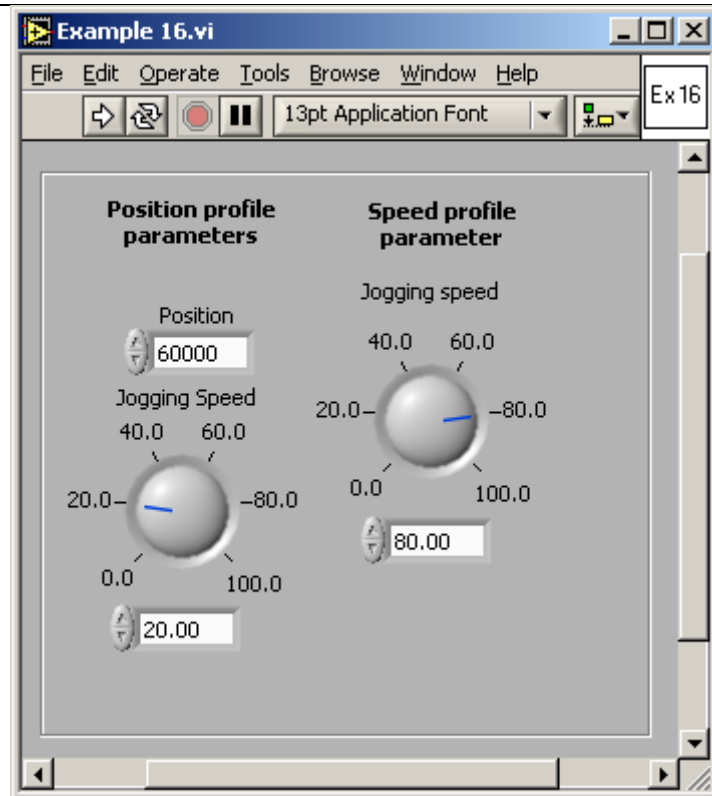 Example 16.vi
File Edit Operate Tools Browse Window Help
13pt Application Font
Ex 16
Position profile
parameters
Speed profile
parameter
Position
60000
Jogging Speed
40.0 60.0
20.0 80.0
0.0 100.0
20.00
Jogging speed
40.0 60.0
20.0 80.0
0.0 100.0
80.00